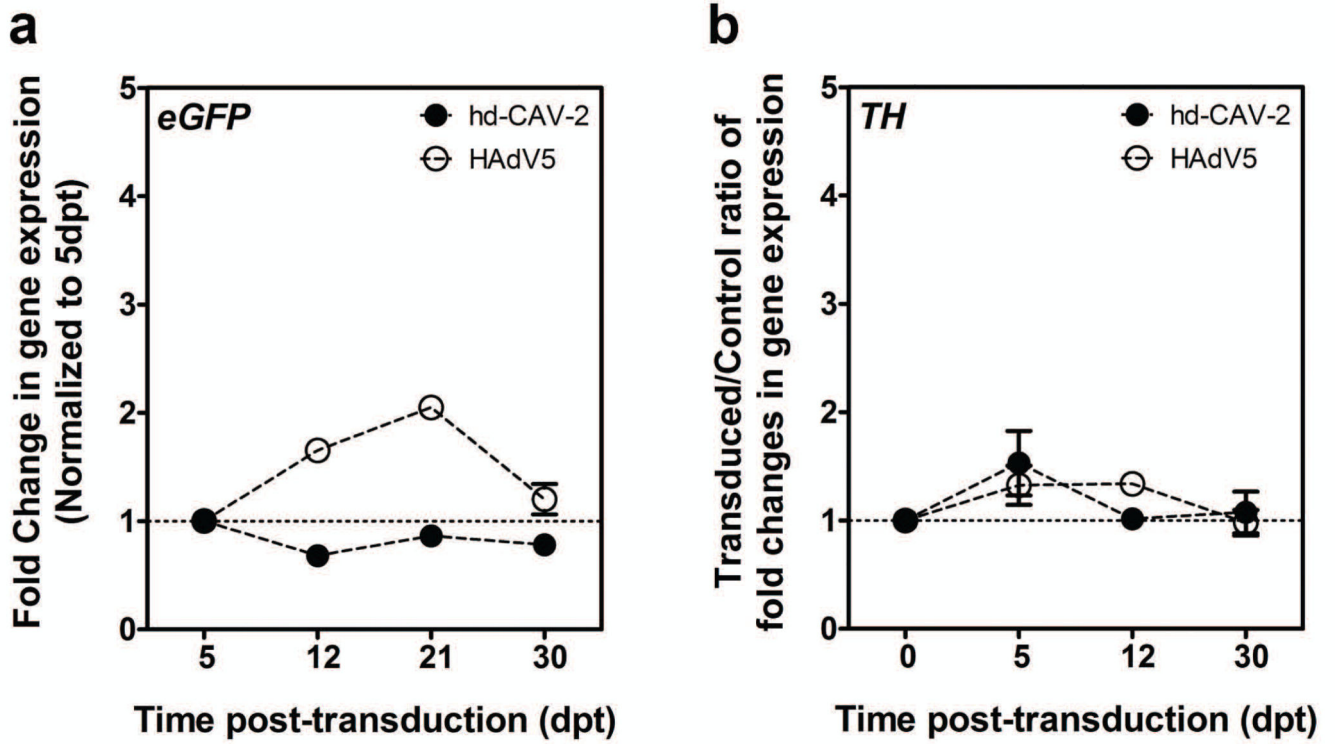 a
Fold Change in gene expression
(Normalized to 5dpt)
eGFP
hd-CAV-2
HAdV5
5
4
3
2
1
0
5 12 21 30
Time post-transduction (dpt)
b
Transduced/Control ratio of
fold changes in gene expression
TH
hd-CAV-2
HAdV5
5
4
3
2
1
0
0 5 12 30
Time post-transduction (dpt)